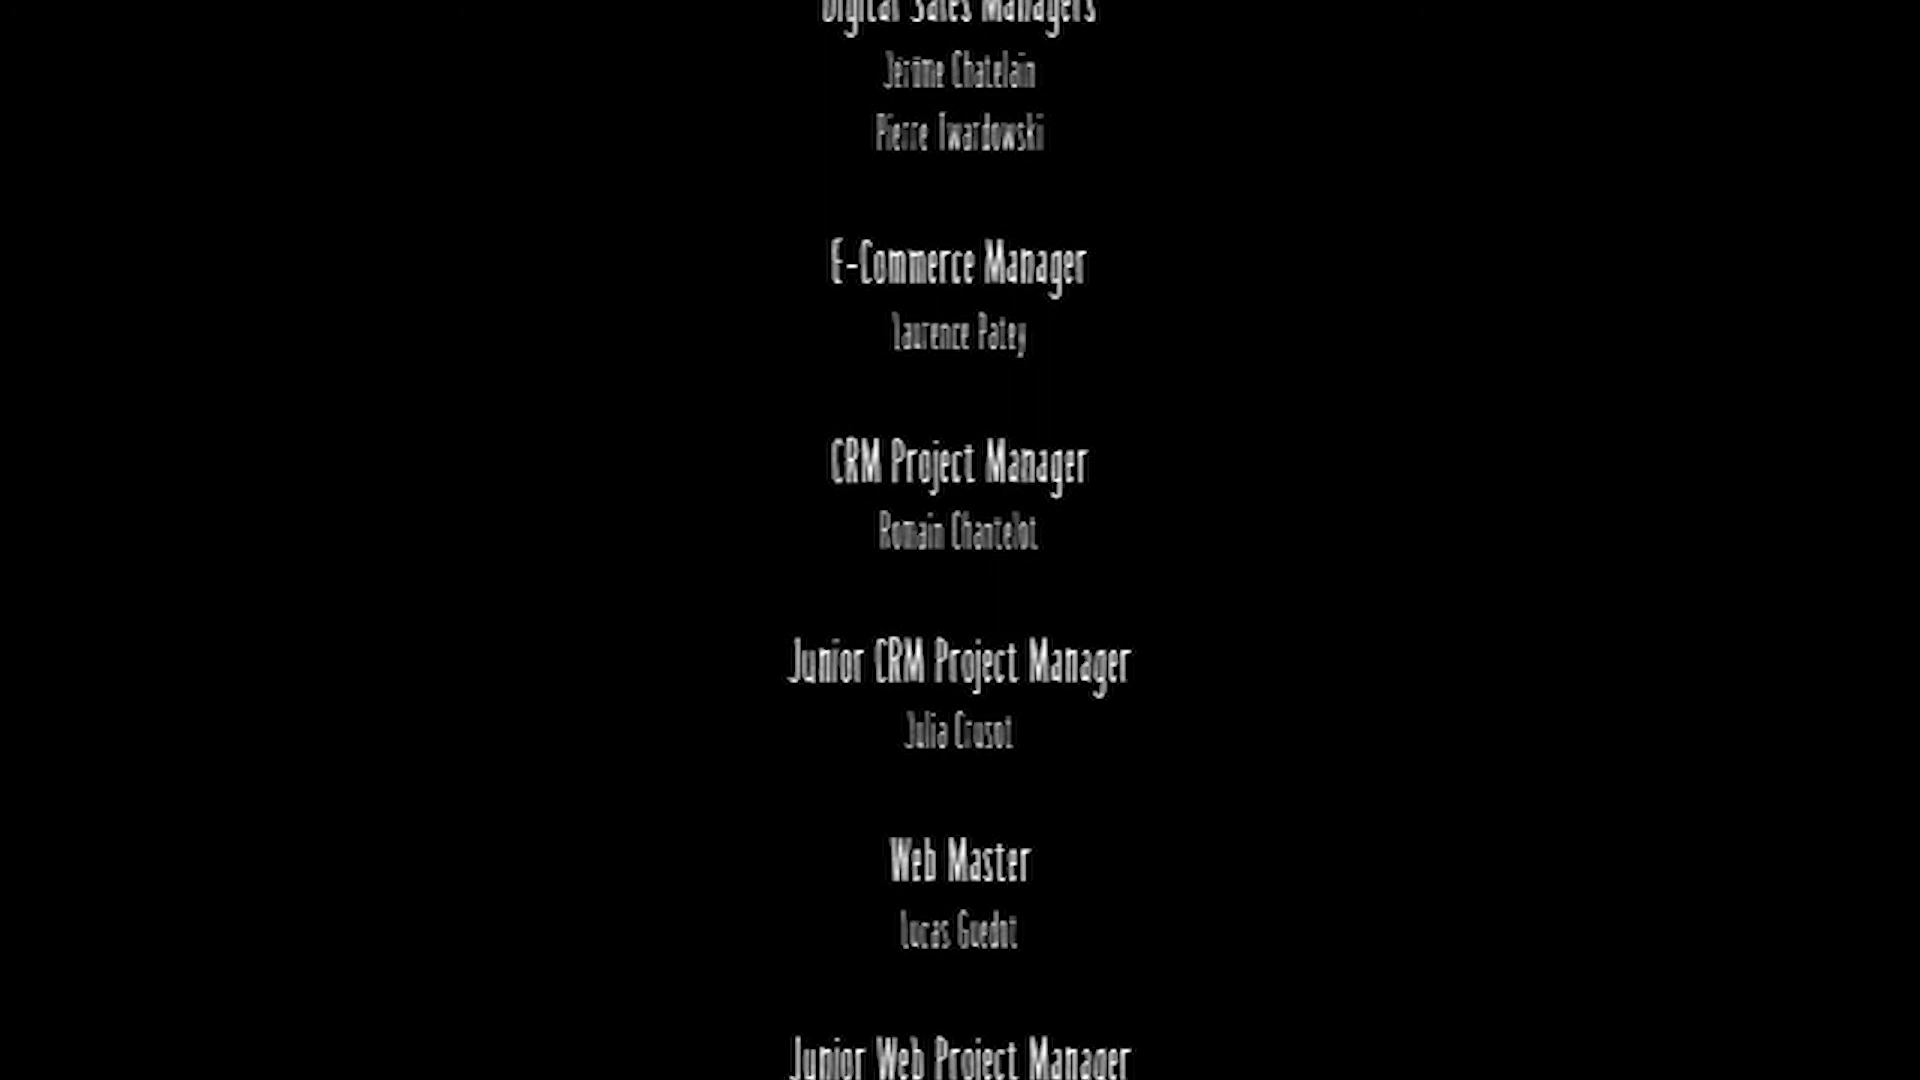 Digital Sales Managers
Jérôme Chatelain
Pierre Twardowski
E-Commerce Manager
Laurence Patey
CRM Project Manager
Romain Chantelot
Junior CRM Project Manager
Julia Crusot
Web Master
Lucas Guedot
Junior Web Project Manager